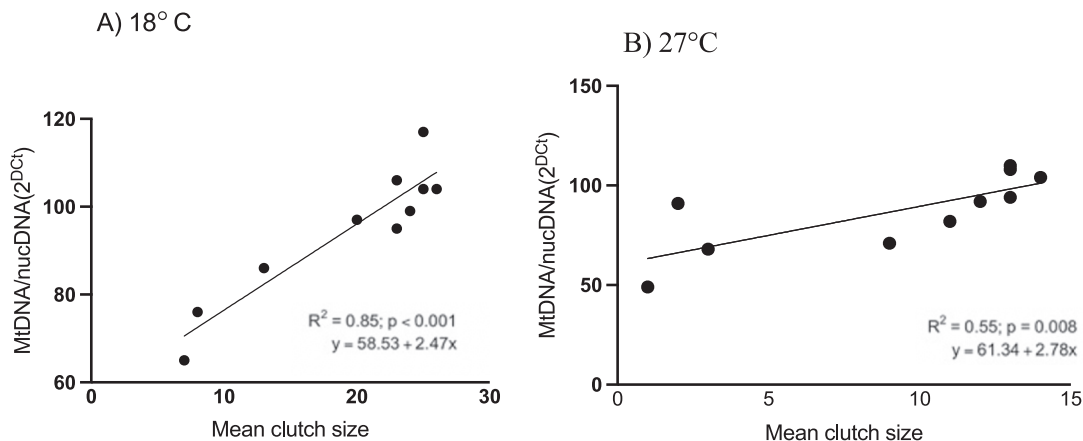 A) 18° C
MtDNA/nucDNA(2^DCt)
120
100
80
60
0
10
20
30
R² = 0.85; p < 0.001
y = 58.53 + 2.47x
Mean clutch size
B) 27°C
MtDNA/nucDNA(2^DCt)
150
100
50
0
0
5
10
15
R² = 0.55; p = 0.008
y = 61.34 + 2.78x
Mean clutch size